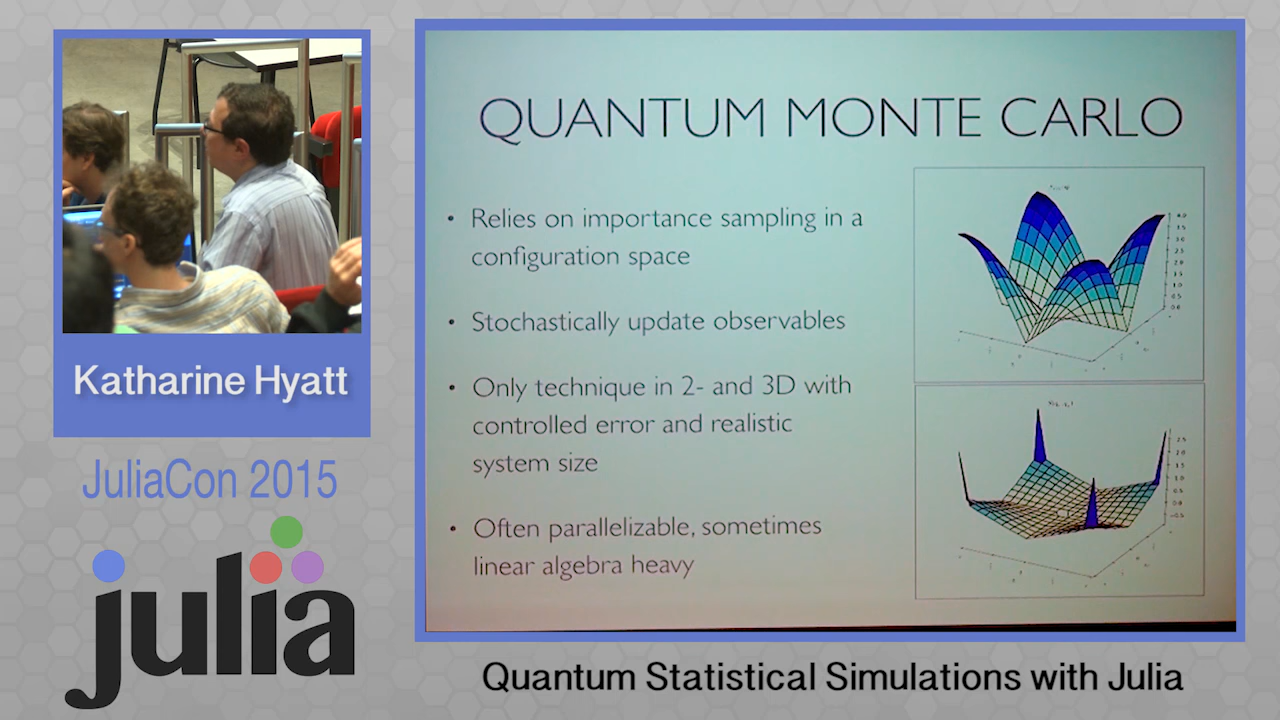 Katharine Hyatt
JuliaCon 2015
julia
QUANTUM MONTE CARLO
• Relies on importance sampling in a
configuration space
• Stochastically update observables
• Only technique in 2- and 3D with
controlled error and realistic
system size
• Often parallelizable, sometimes
linear algebra heavy
Quantum Statistical Simulations with Julia